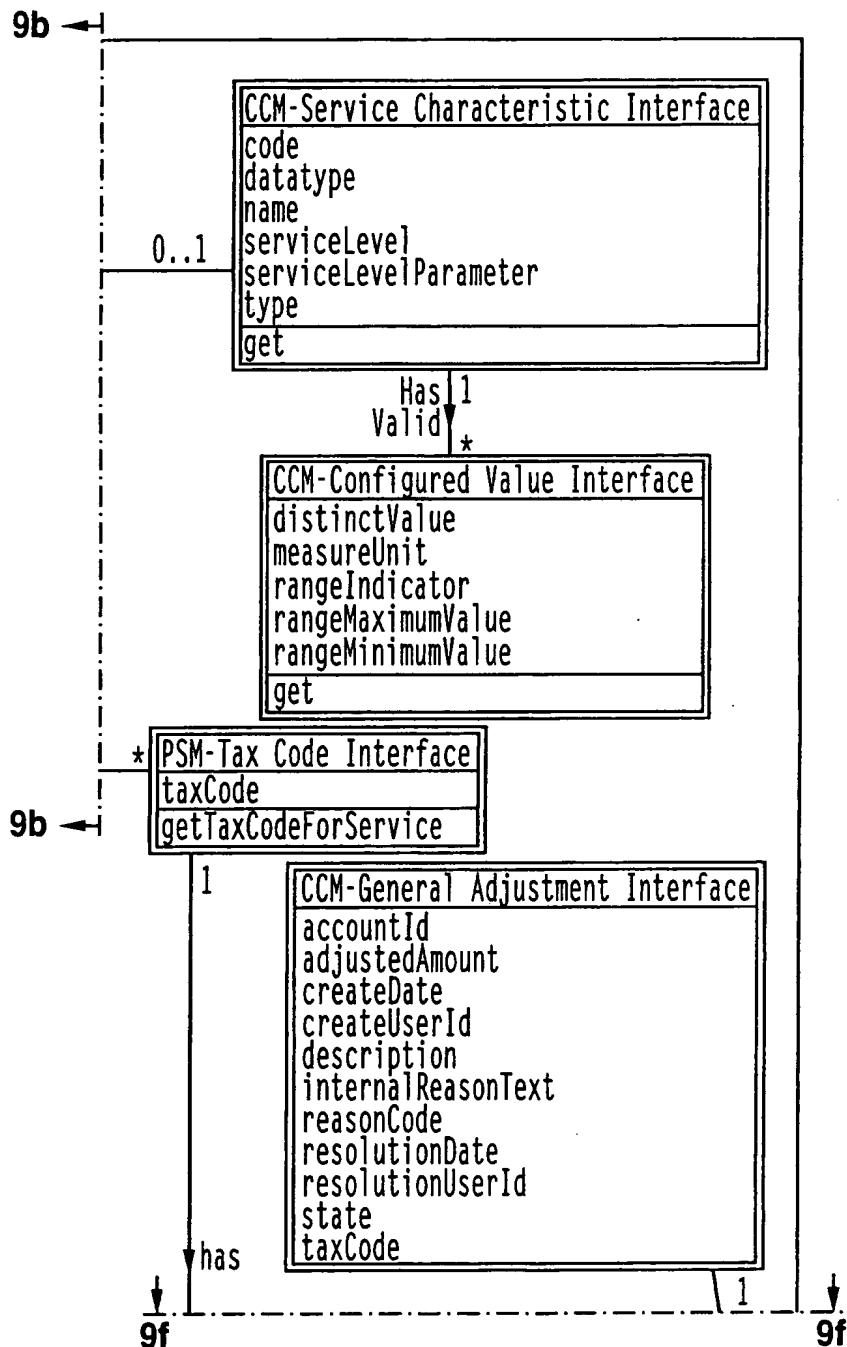 9b
CCM-Service Characteristic Interface
code
datatype
name
0..1
serviceLevel
serviceLevelParameter
type
get
Has 1
Valid
*
CCM-Configured Value Interface
distinctValue
measureUnit
rangeIndicator
rangeMaximumValue
rangeMinimumValue
get
* PSM-Tax Code Interface
taxCode
9b
getTaxCodeForService
1
CCM-General Adjustment Interface
accountId
adjustedAmount
createDate
createUserId
description
internalReasonText
reasonCode
resolutionDate
resolutionUserId
state
taxCode
has
1
9f
9f